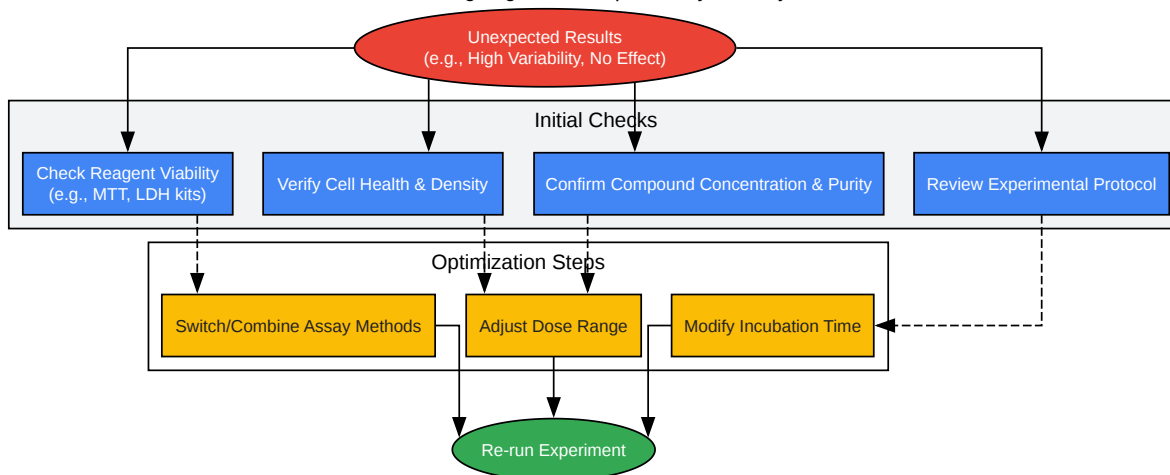 Unexpected Results
(e.g., High Variability, No Effect)
Initial Checks
Check Reagent Viability
(e.g., MTT, LDH kits)
Verify Cell Health & Density
Confirm Compound Concentration & Purity
Review Experimental Protocol
Optimization Steps
Switch/Combine Assay Methods
Adjust Dose Range
Modify Incubation Time
Re-run Experiment